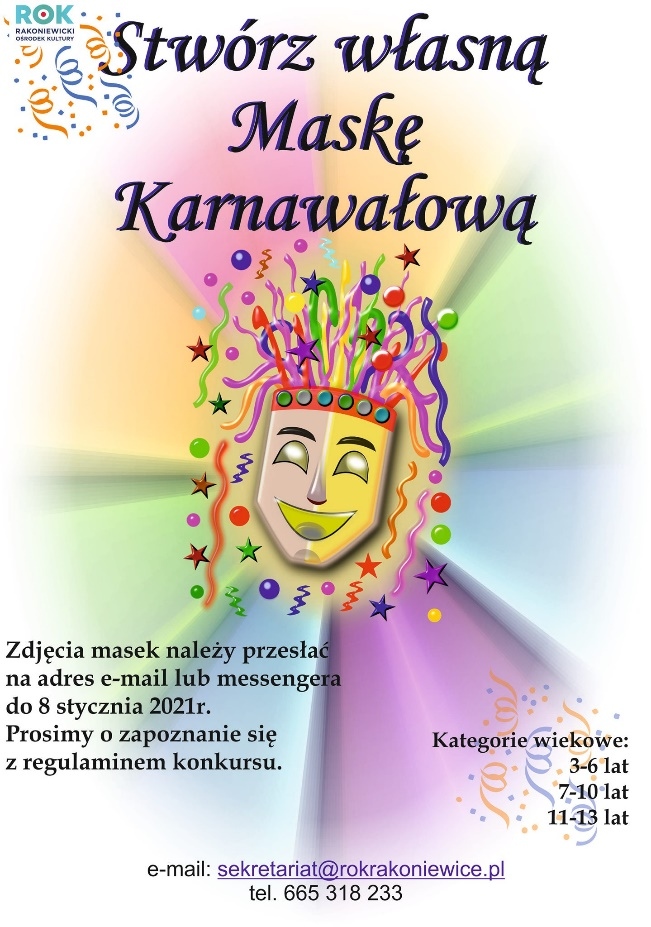 ROK
RAKONIEWICKI
OŚRODEK KULTURY
Stwórz własną
Maskę
Karnawałową
Zdjęcia masek należy przesłać
na adres e-mail lub messengera
do 8 stycznia 2021r.
Prosimy o zapoznanie się
z regulaminem konkursu.
Kategorie wiekowe:
3-6 lat
7-10 lat
11-13 lat
e-mail: sekretariat@rokrakoniewice.pl
tel. 665 318 233